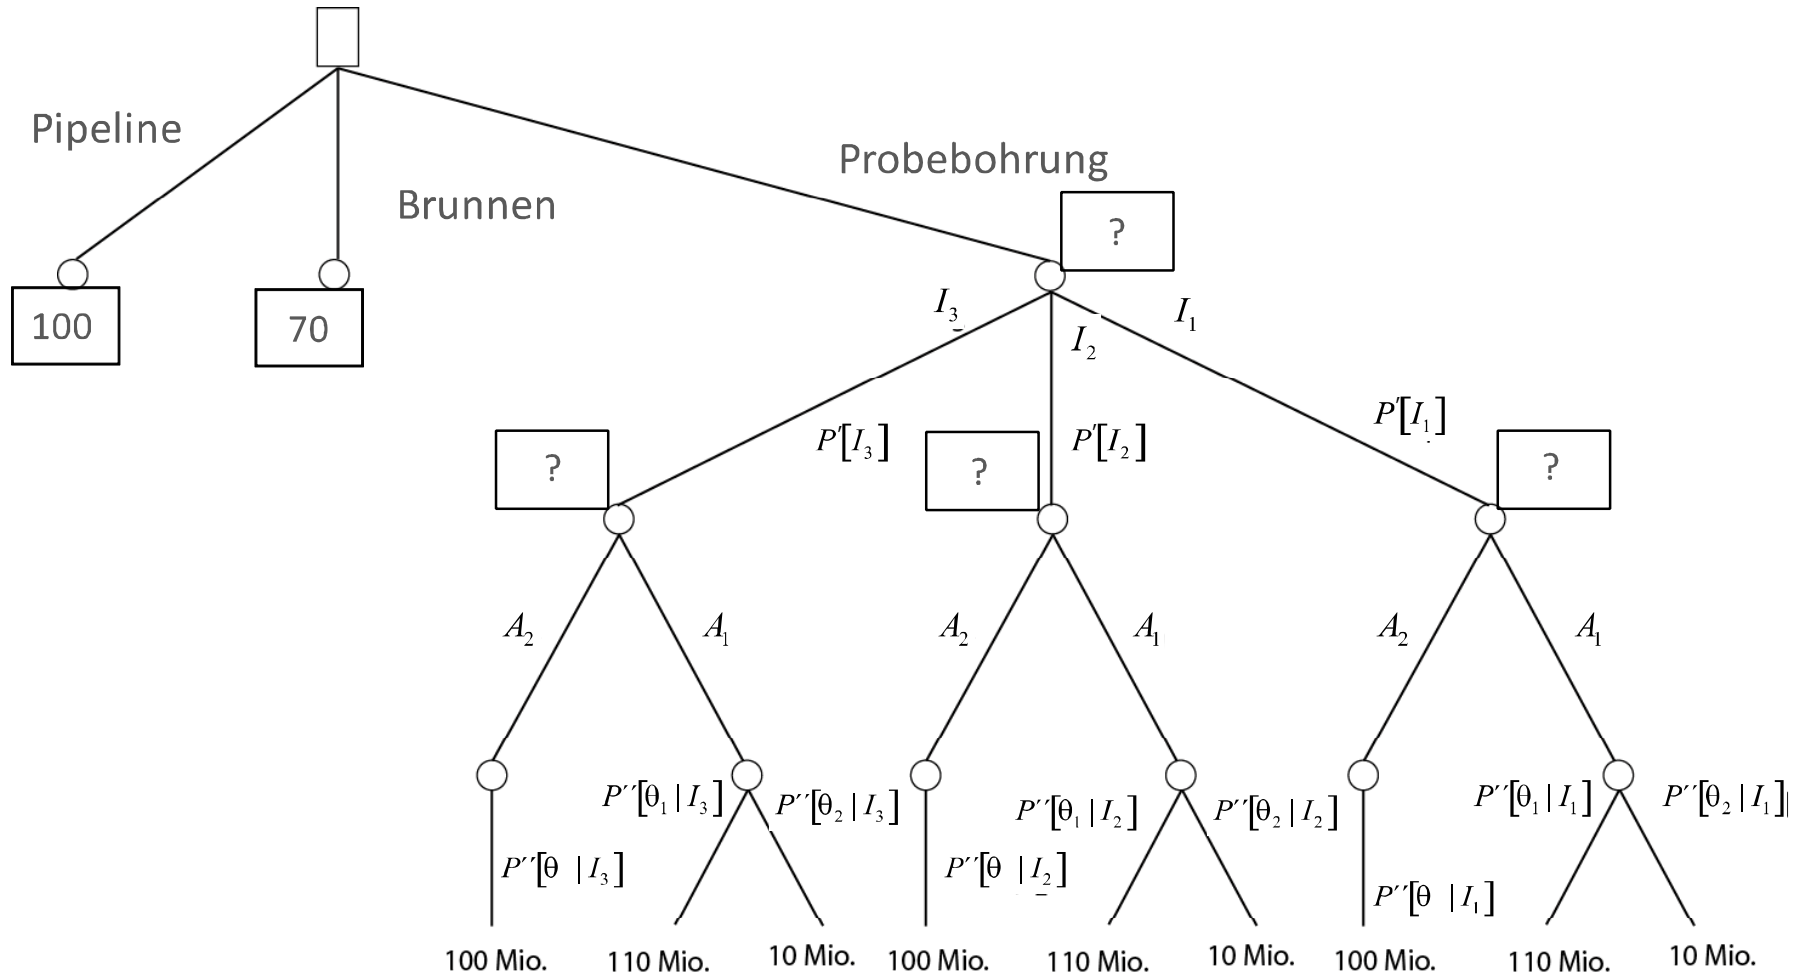 Pipeline
Brunnen
Probebohrung
?
100
70
I₃
I₂
I₁
P′[I₃]
P′[I₂]
P′[I₁]
?
?
?
A₂
A₁
A₂
A₁
A₂
A₁
P′′[θ₁ | I₃]
P′′[θ₂ | I₃]
P′′[θ₁ | I₂]
P′′[θ₂ | I₂]
P′′[θ₁ | I₁]
P′′[θ₂ | I₁]
P′′[θ | I₃]
P′′[θ | I₂]
P′′[θ | I₁]
100 Mio.
110 Mio.
10 Mio.
100 Mio.
110 Mio.
10 Mio.
100 Mio.
110 Mio.
10 Mio.